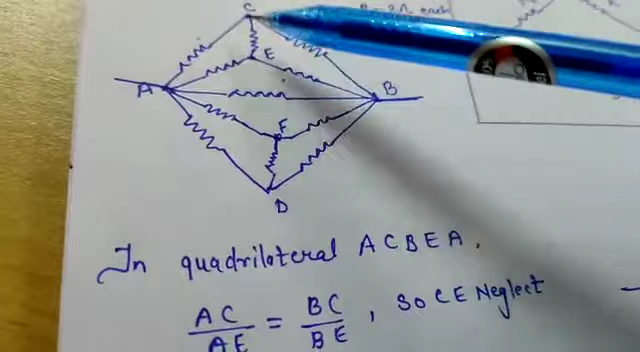 C
E
A
B
F
D
In quadrilateral ACBEA,
AC/AE = BC/BE, so CE Neglect